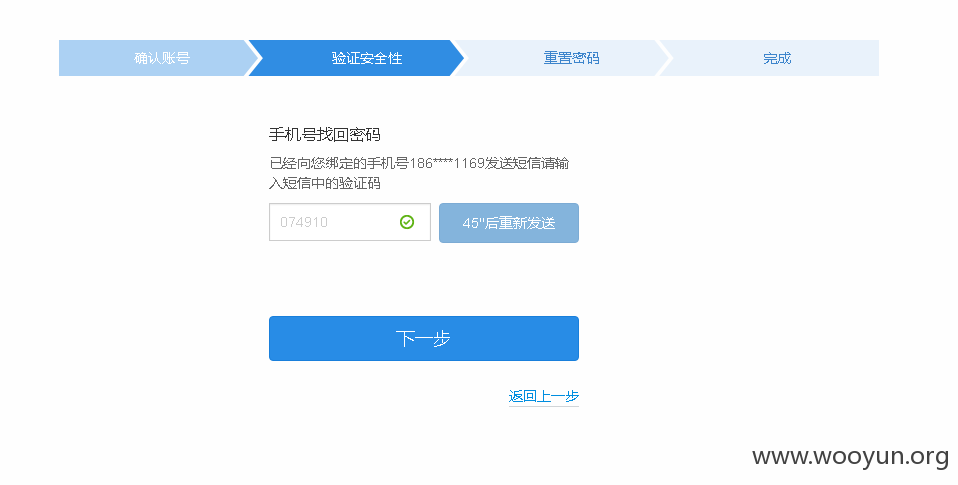 确认账号
验证安全性
重置密码
完成
手机号找回密码
已经向您绑定的手机号186****1169发送短信请输
入短信中的验证码
074910
45"后重新发送
下一步
返回上一步
www.wooyun.org